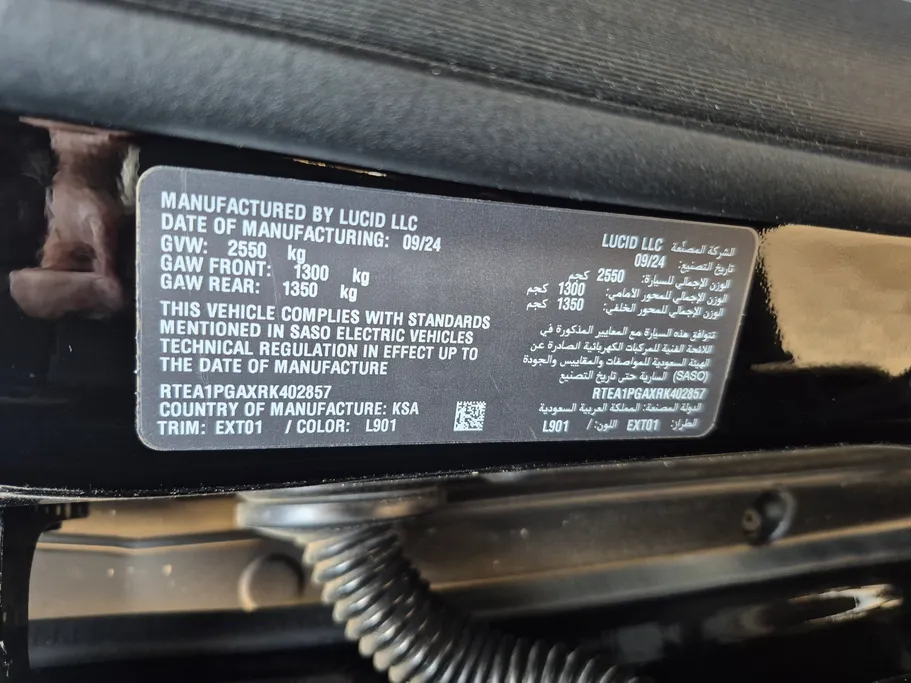 MANUFACTURED BY LUCID LLC
DATE OF MANUFACTURING: 09/24
GVW: 2550 kg
GAW FRONT: 1300 kg
GAW REAR: 1350 kg
THIS VEHICLE COMPLIES WITH STANDARDS
MENTIONED IN SASO ELECTRIC VEHICLES
TECHNICAL REGULATION IN EFFECT UP TO
THE DATE OF MANUFACTURE
RTEA1PGAXRK402857
COUNTRY OF MANUFACTURE: KSA
TRIM: EXT01 / COLOR: L901
الشركة المصنّعة LUCID LLC
تاريخ التصنيع: 09/24
الوزن الإجمالي للسيارة: 2550 كجم
الوزن الإجمالي للمحور الأمامي: 1300 كجم
الوزن الإجمالي للمحور الخلفي: 1350 كجم
تتوافق هذه السيارة مع المعايير المذكورة في
اللائحة الفنية للمركبات الكهربائية الصادرة عن
الهيئة السعودية للمواصفات والمقاييس والجودة
(SASO) السارية حتى تاريخ التصنيع
RTEA1PGAXRK402857
الدولة المصنعة: المملكة العربية السعودية
الطراز: EXT01 اللون: / L901